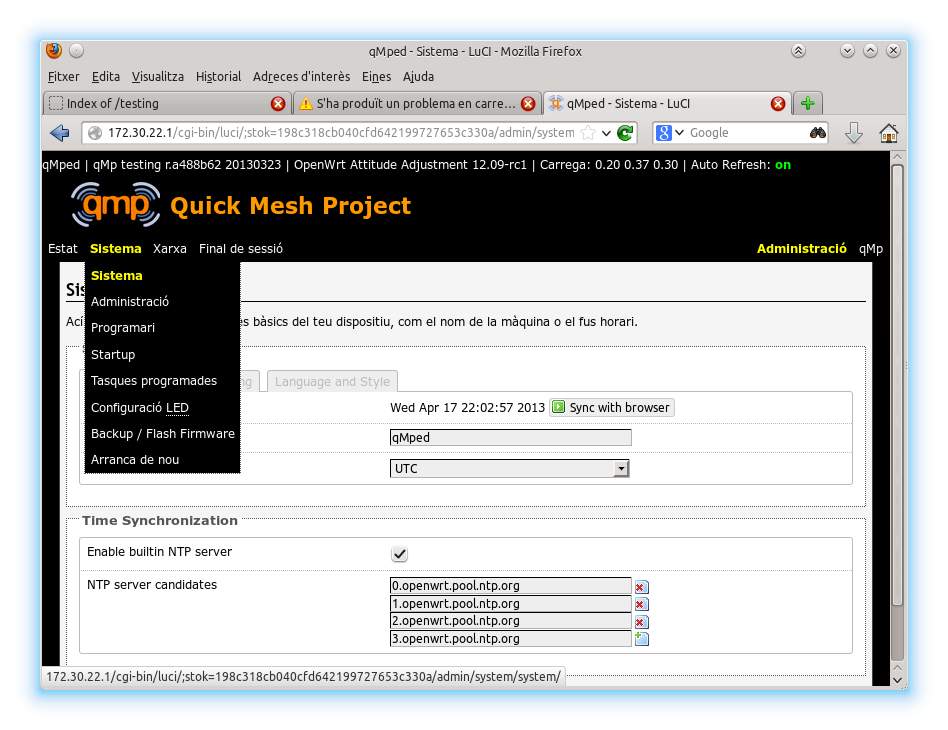 qMped - Sistema - LuCI - Mozilla Firefox
Fitxer Edita Visualitza Historial Adreces d'interès Eines Ajuda
Index of /testing S'ha produït un problema en carre... qMped - Sistema - LuCI
172.30.22.1/cgi-bin/luci/;stok=198c318cb040cfd642199727653c330a/admin/system Google
qMped | qMp testing r.a488b62 20130323 | OpenWrt Attitude Adjustment 12.09-rc1 | Carrega: 0.20 0.37 0.30 | Auto Refresh: on
qmp Quick Mesh Project
Estat Sistema Xarxa Final de sessió Administració qMp
Sistema
Sis
Administració
Ací es bàsics del teu dispositiu, com el nom de la màquina o el fus horari.
Programari
Startup
Tasques programades ng Language and Style
Configuració LED Wed Apr 17 22:02:57 2013 Sync with browser
Backup / Flash Firmware qMped
Arranca de nou UTC
Time Synchronization
Enable builtin NTP server
NTP server candidates 0.openwrt.pool.ntp.org
1.openwrt.pool.ntp.org
2.openwrt.pool.ntp.org
3.openwrt.pool.ntp.org
172.30.22.1/cgi-bin/luci/;stok=198c318cb040cfd642199727653c330a/admin/system/system/